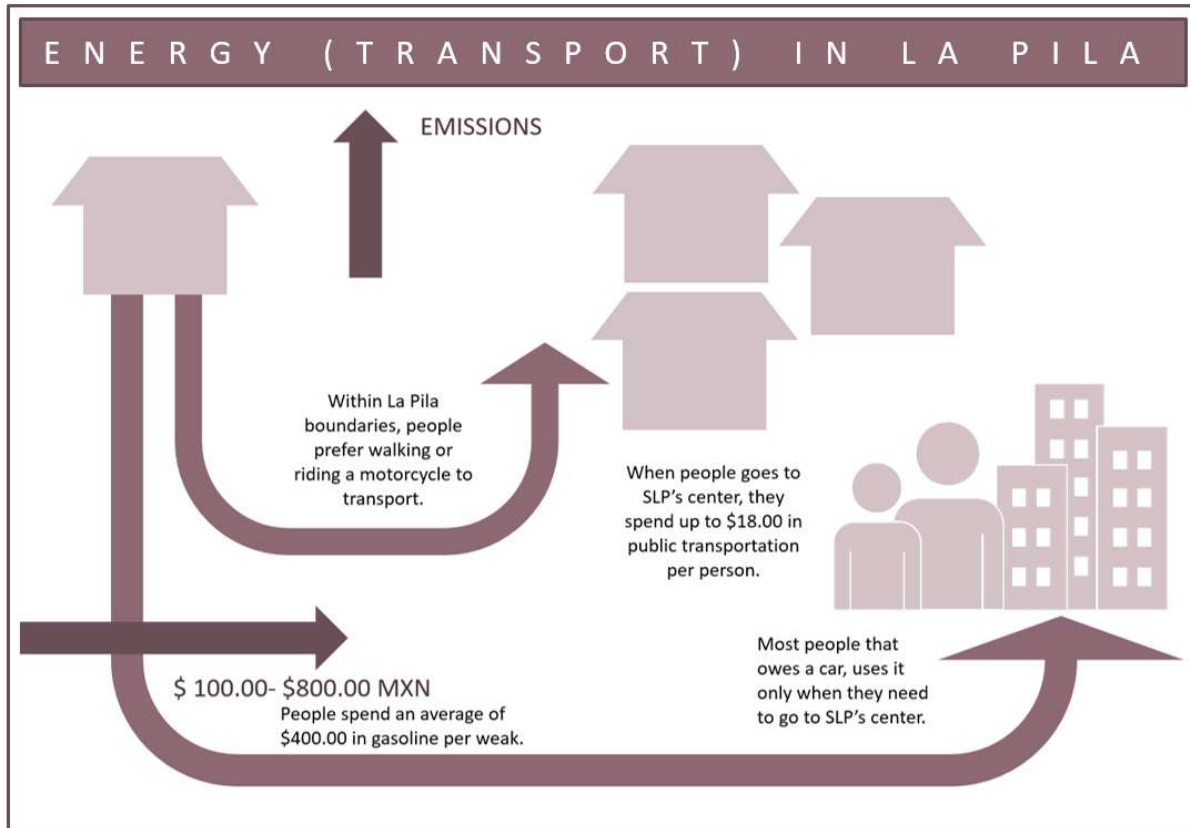 ENERGY (TRANSPORT) IN LA PILA
EMISSIONS
Within La Pila
boundaries, people
prefer walking or
riding a motorcycle to
transport.
When people goes to
SLP's center, they
spend up to $18.00 in
public transportation
per person.
Most people that
owes a car, uses it
only when they need
to go to SLP's center.
$ 100.00- $800.00 MXN
People spend an average of
$400.00 in gasoline per weak.